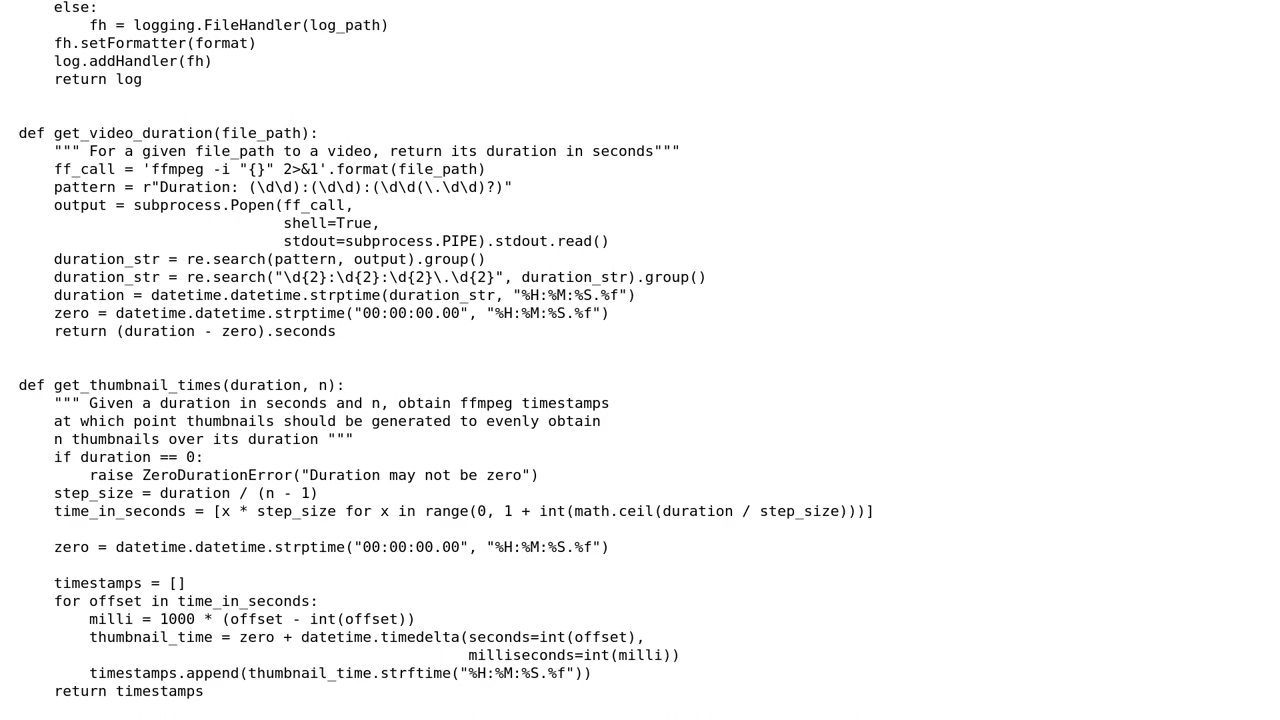 else:
        fh = logging.FileHandler(log_path)
    fh.setFormatter(format)
    log.addHandler(fh)
    return log


def get_video_duration(file_path):
    """ For a given file_path to a video, return its duration in seconds"""
    ff_call = 'ffmpeg -i "{}" 2>&1'.format(file_path)
    pattern = r"Duration: (\d\d):(\d\d):(\d\d(\.\d\d)?)"
    output = subprocess.Popen(ff_call,
                              shell=True,
                              stdout=subprocess.PIPE).stdout.read()
    duration_str = re.search(pattern, output).group()
    duration_str = re.search("\d{2}:\d{2}:\d{2}\.\d{2}", duration_str).group()
    duration = datetime.datetime.strptime(duration_str, "%H:%M:%S.%f")
    zero = datetime.datetime.strptime("00:00:00.00", "%H:%M:%S.%f")
    return (duration - zero).seconds


def get_thumbnail_times(duration, n):
    """ Given a duration in seconds and n, obtain ffmpeg timestamps
    at which point thumbnails should be generated to evenly obtain
    n thumbnails over its duration """
    if duration == 0:
        raise ZeroDurationError("Duration may not be zero")
    step_size = duration / (n - 1)
    time_in_seconds = [x * step_size for x in range(0, 1 + int(math.ceil(duration / step_size)))]

    zero = datetime.datetime.strptime("00:00:00.00", "%H:%M:%S.%f")

    timestamps = []
    for offset in time_in_seconds:
        milli = 1000 * (offset - int(offset))
        thumbnail_time = zero + datetime.timedelta(seconds=int(offset),
                                                   milliseconds=int(milli))
        timestamps.append(thumbnail_time.strftime("%H:%M:%S.%f"))
    return timestamps